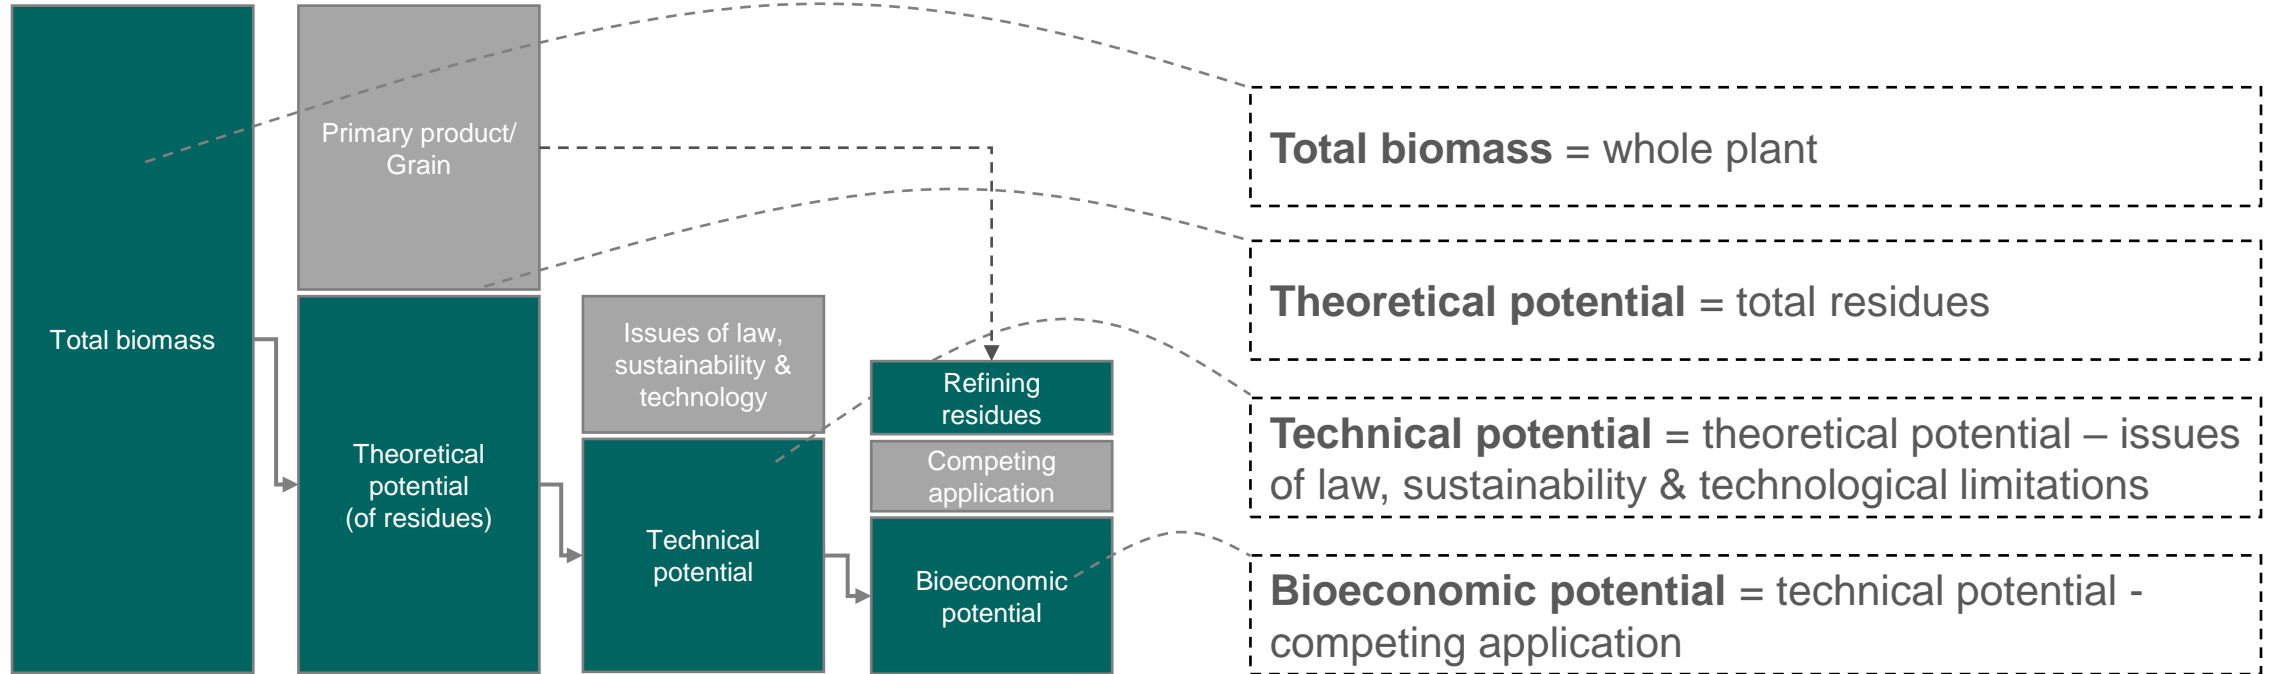 Total biomass
Primary product/
Grain
Theoretical
potential
(of residues)
Issues of law,
sustainability &
technology
Technical
potential
Refining
residues
Competing
application
Bioeconomic
potential
Total biomass = whole plant
Theoretical potential = total residues
Technical potential = theoretical potential – issues
of law, sustainability & technological limitations
Bioeconomic potential = technical potential -
competing application